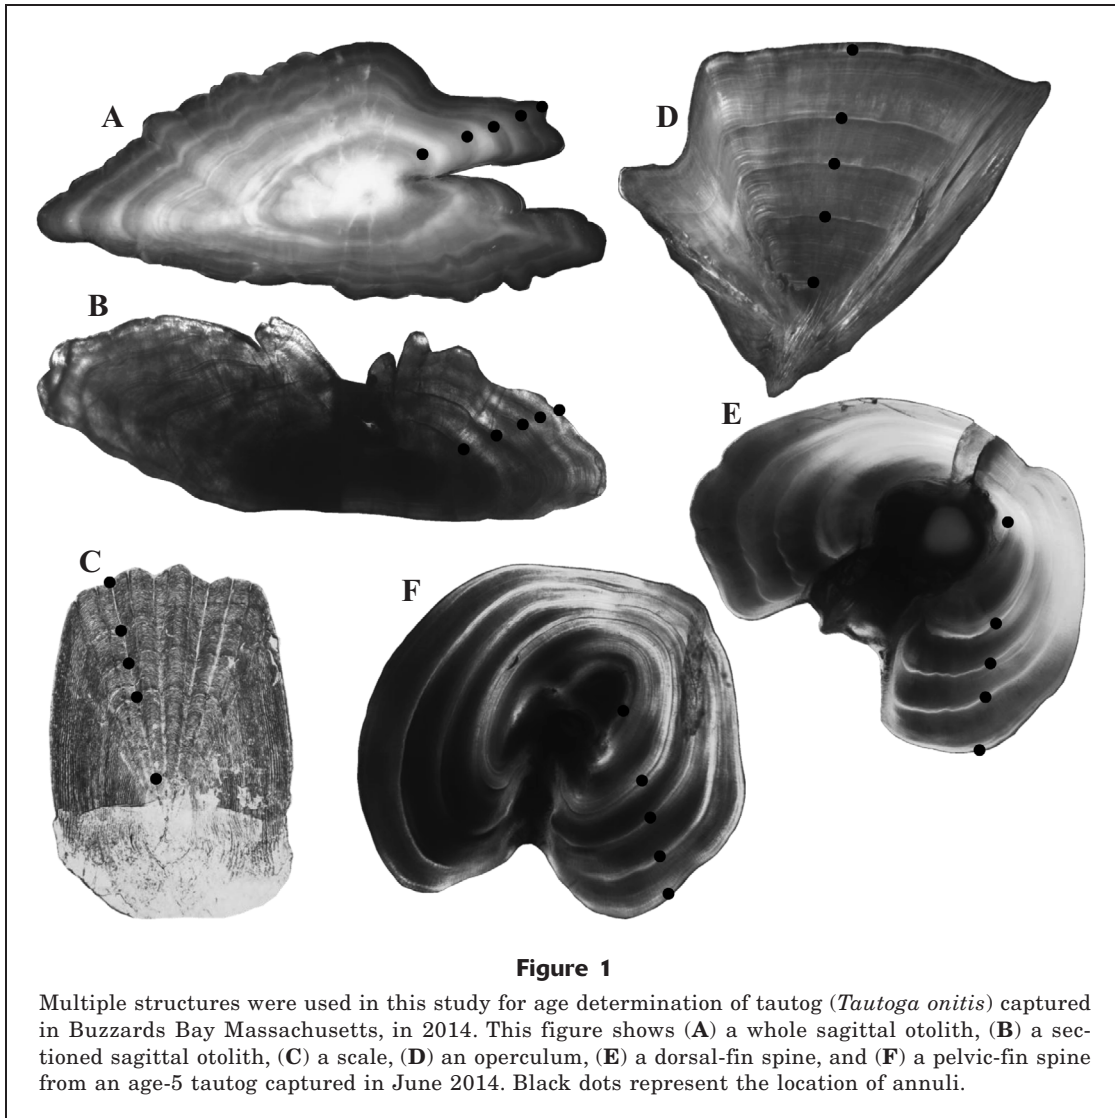 A
D
B
E
C
F
Figure 1
Multiple structures were used in this study for age determination of tautog (Tautoga onitis) captured
in Buzzards Bay Massachusetts, in 2014. This figure shows (A) a whole sagittal otolith, (B) a sec-
tioned sagittal otolith, (C) a scale, (D) an operculum, (E) a dorsal-fin spine, and (F) a pelvic-fin spine
from an age-5 tautog captured in June 2014. Black dots represent the location of annuli.